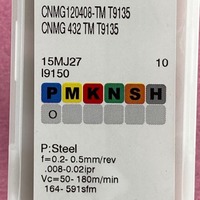 CNMG120408-TM T9135
CNMG 432 TM T9135
15MJ27 10
I9150
P M K N S H
O
P:Steel
f=0.2- 0.5mm/rev
.008-0.02ipr
Vc=50- 180m/min
164- 591sfm